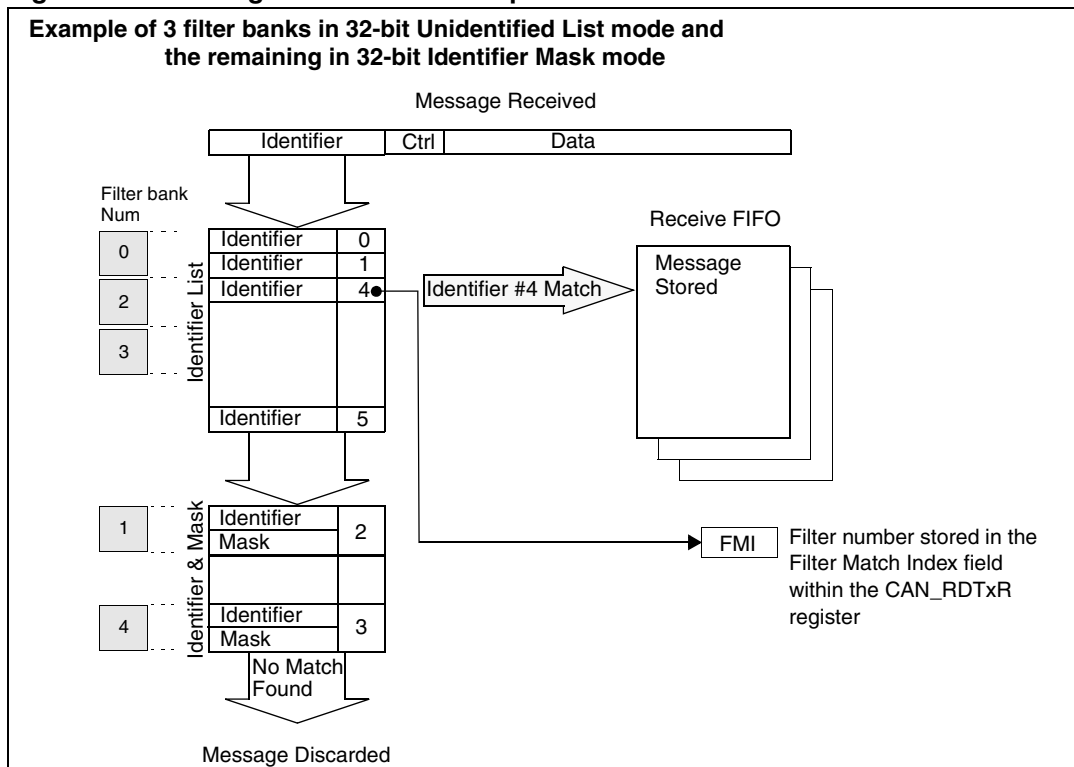 Example of 3 filter banks in 32-bit Unidentified List mode and
the remaining in 32-bit Identifier Mask mode
Message Received
Identifier Ctrl Data
Filter bank
Num
Receive FIFO
0
2
3
Identifier List
Identifier 0
Identifier 1
Identifier 4
Identifier 5
Identifier #4 Match
Message
Stored
1
4
Identifier & Mask
Identifier
Mask
2
Identifier
Mask
3
FMI
Filter number stored in the
Filter Match Index field
within the CAN_RDTxR
register
No Match
Found
Message Discarded